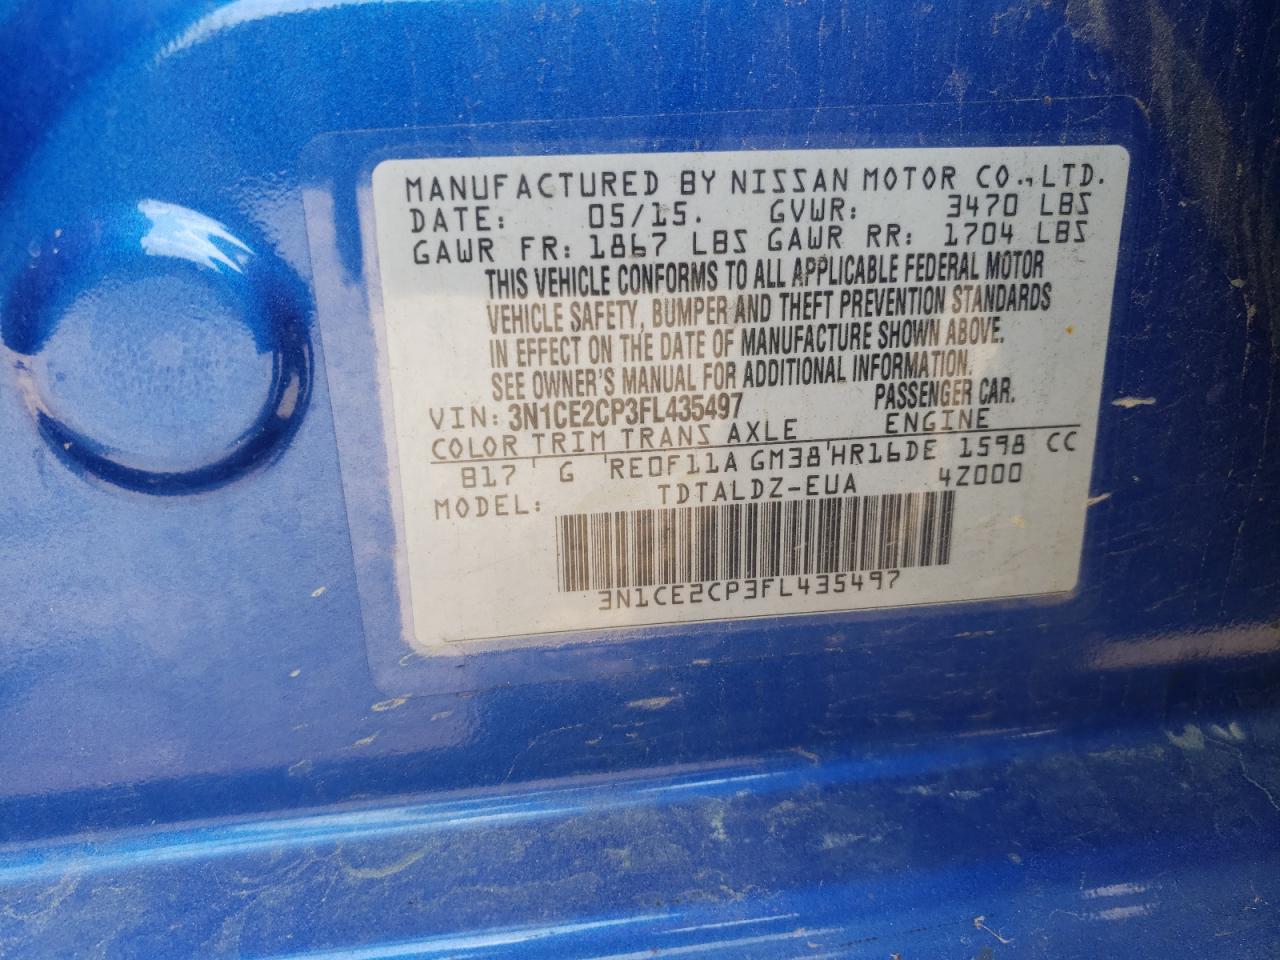 MANUFACTURED BY NISSAN MOTOR CO., LTD.
DATE: 05/15. GVWR: 3470 LBS
GAWR FR: 1867 LBS GAWR RR: 1704 LBS
THIS VEHICLE CONFORMS TO ALL APPLICABLE FEDERAL MOTOR
VEHICLE SAFETY, BUMPER AND THEFT PREVENTION STANDARDS
IN EFFECT ON THE DATE OF MANUFACTURE SHOWN ABOVE.
SEE OWNER'S MANUAL FOR ADDITIONAL INFORMATION.
VIN: 3N1CE2CP3FL435497 PASSENGER CAR.
COLOR TRIM TRANS AXLE ENGINE
B17 ' G 'RE0F11A GM38'HR16DE 1598 CC
MODEL: TDTALDZ-EUA 4Z000
3N1CE2CP3FL435497